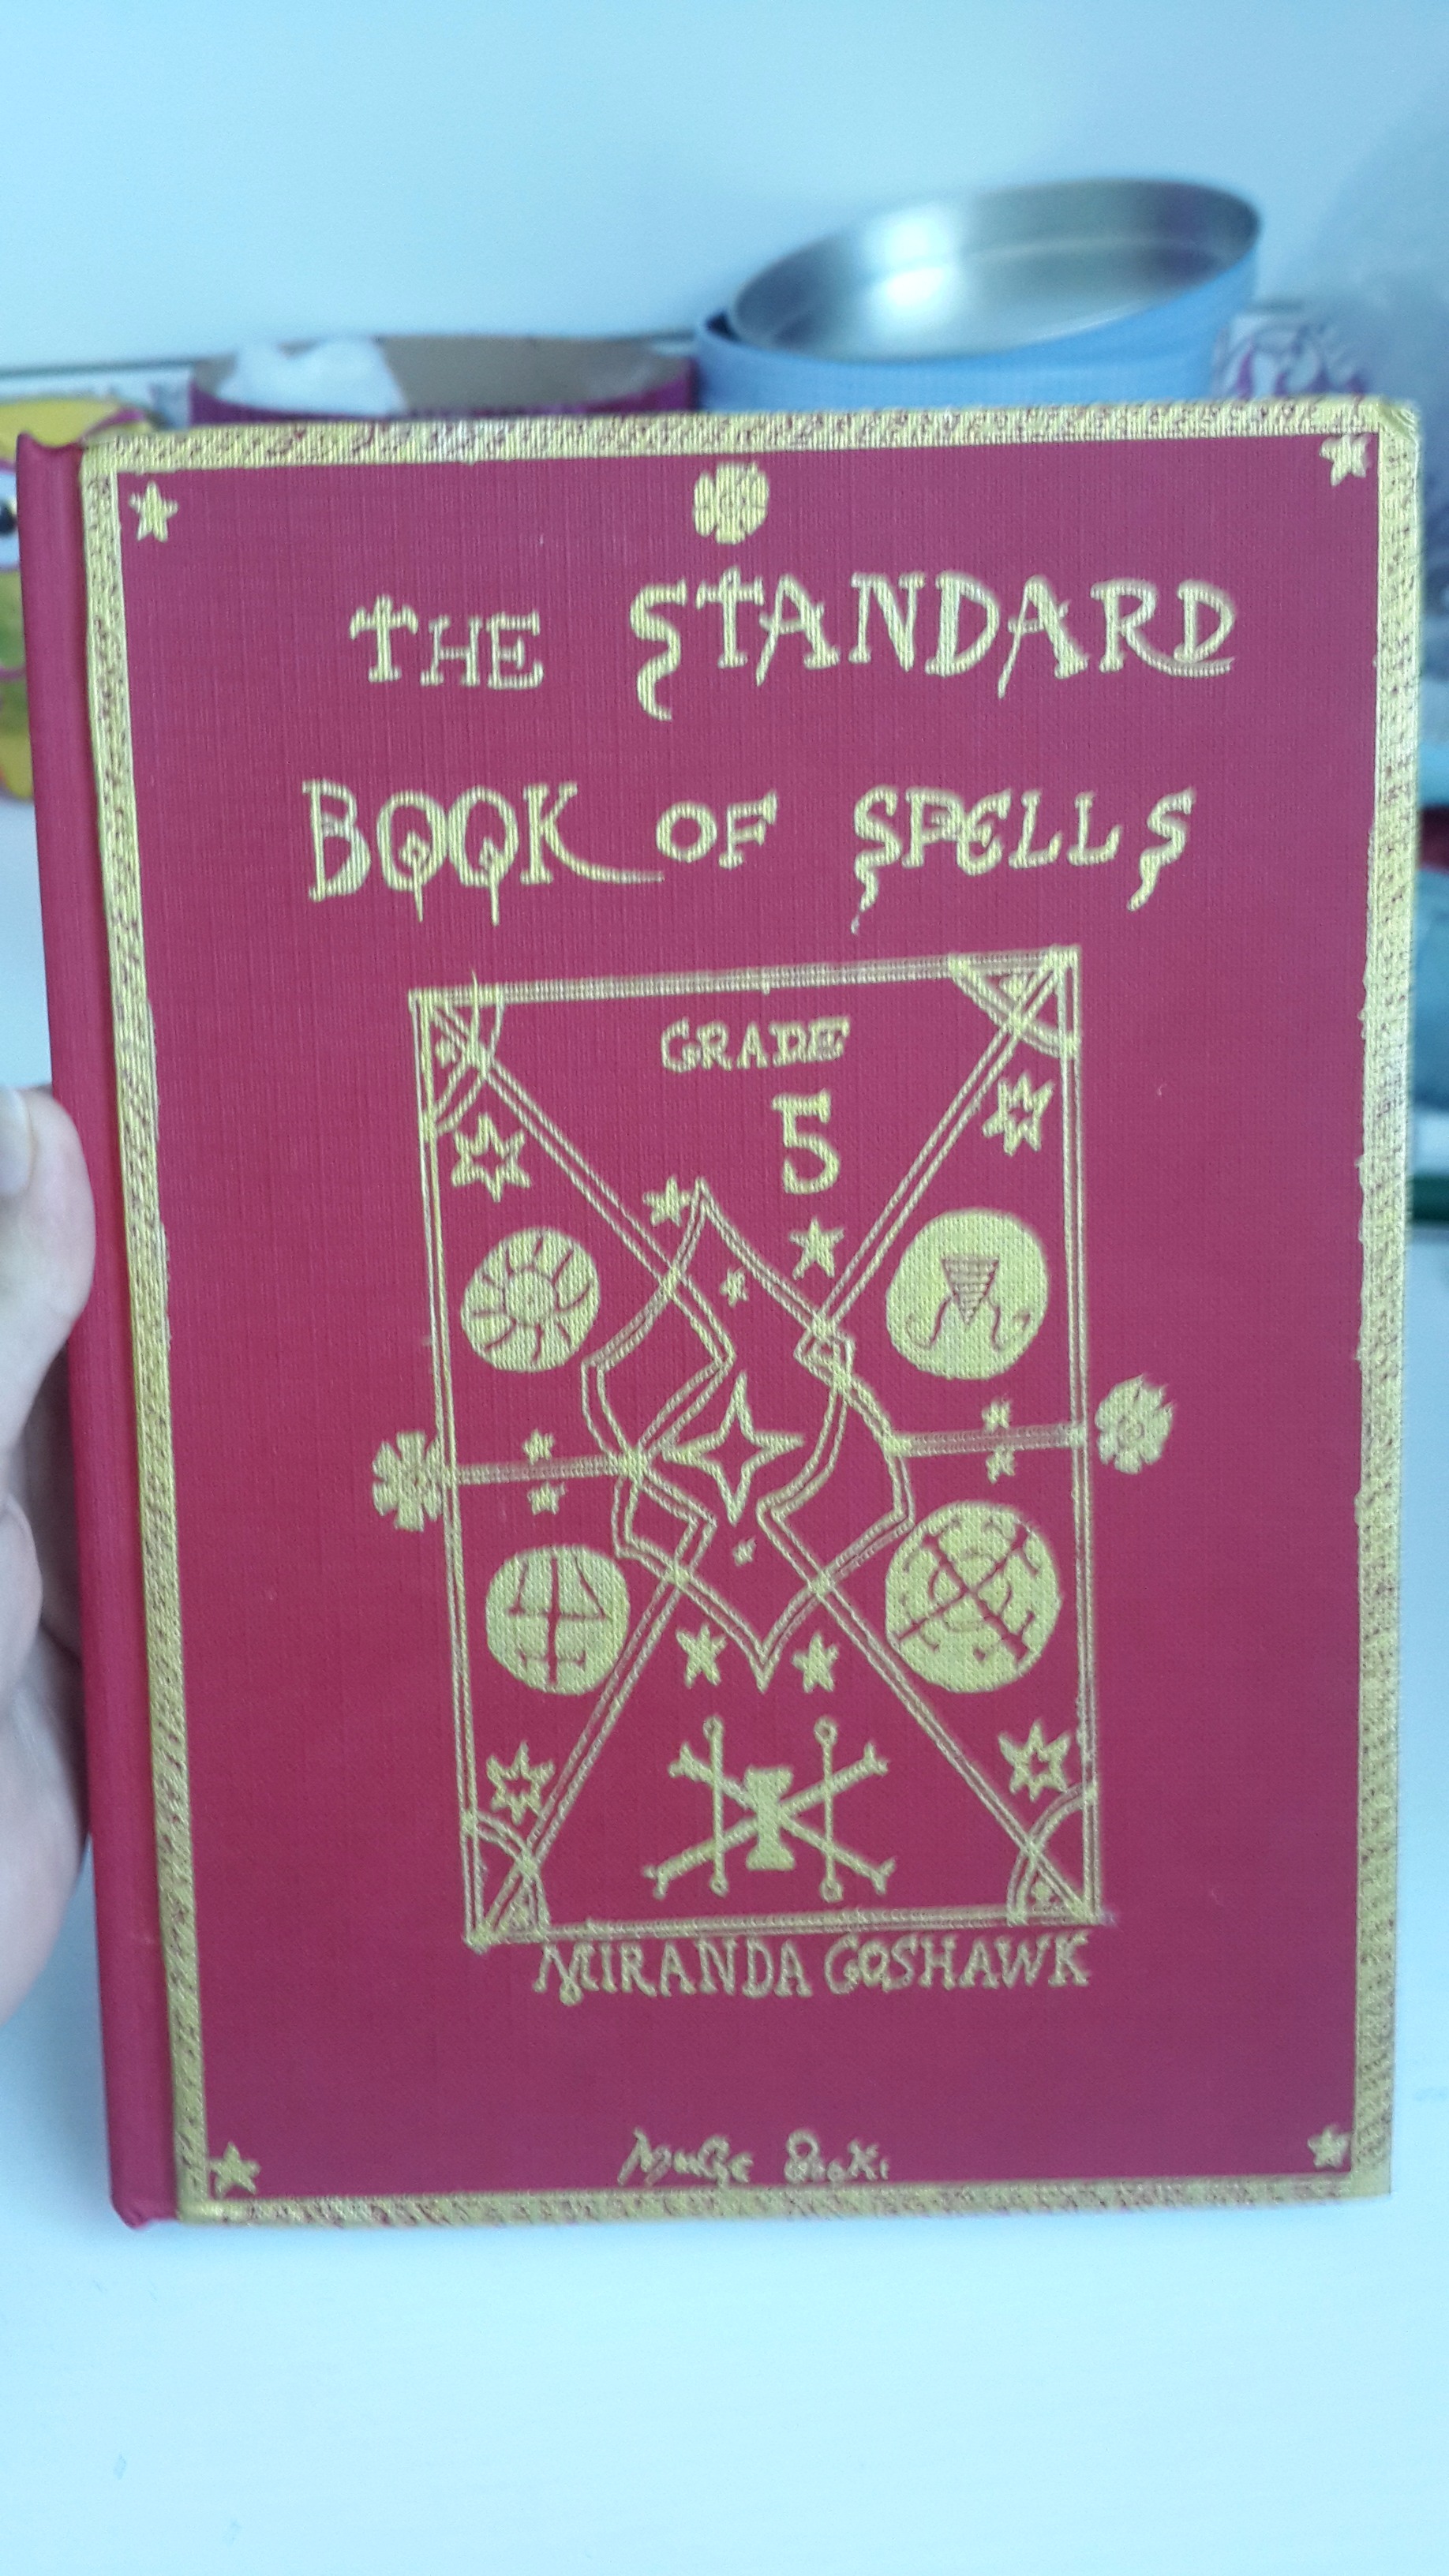 THE STANDARD
BOOK OF SPELLS
GRADE
5
MIRANDA GOSHAWK